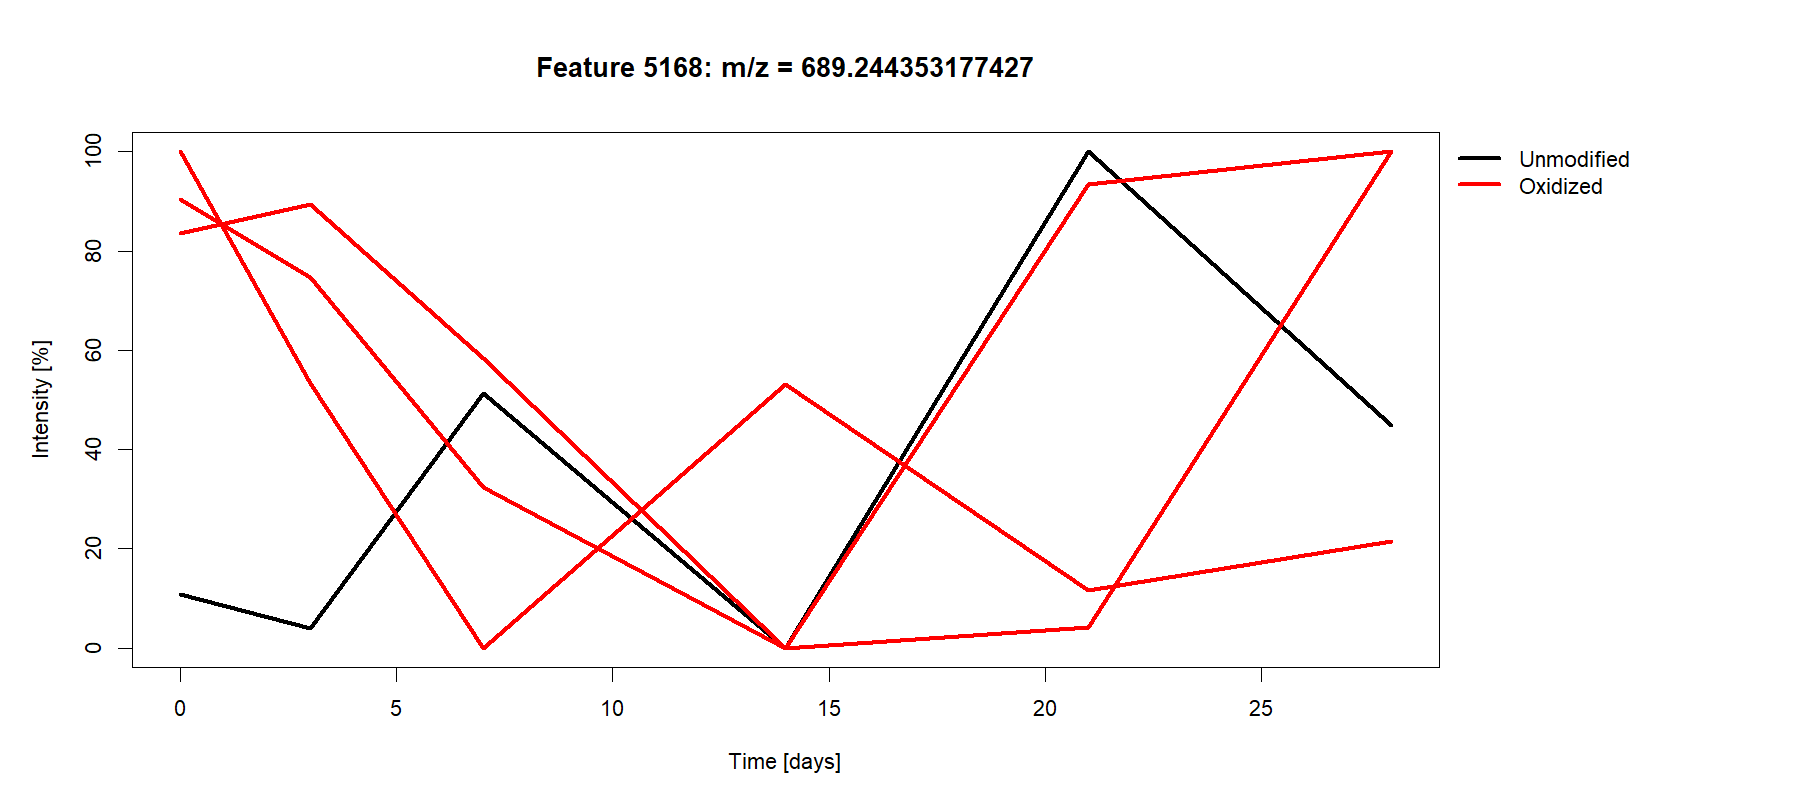 Feature 5168: m/z = 689.244353177427
Unmodified
Oxidized
Intensity [%]
100
80
60
40
20
0
0 5 10 15 20 25
Time [days]